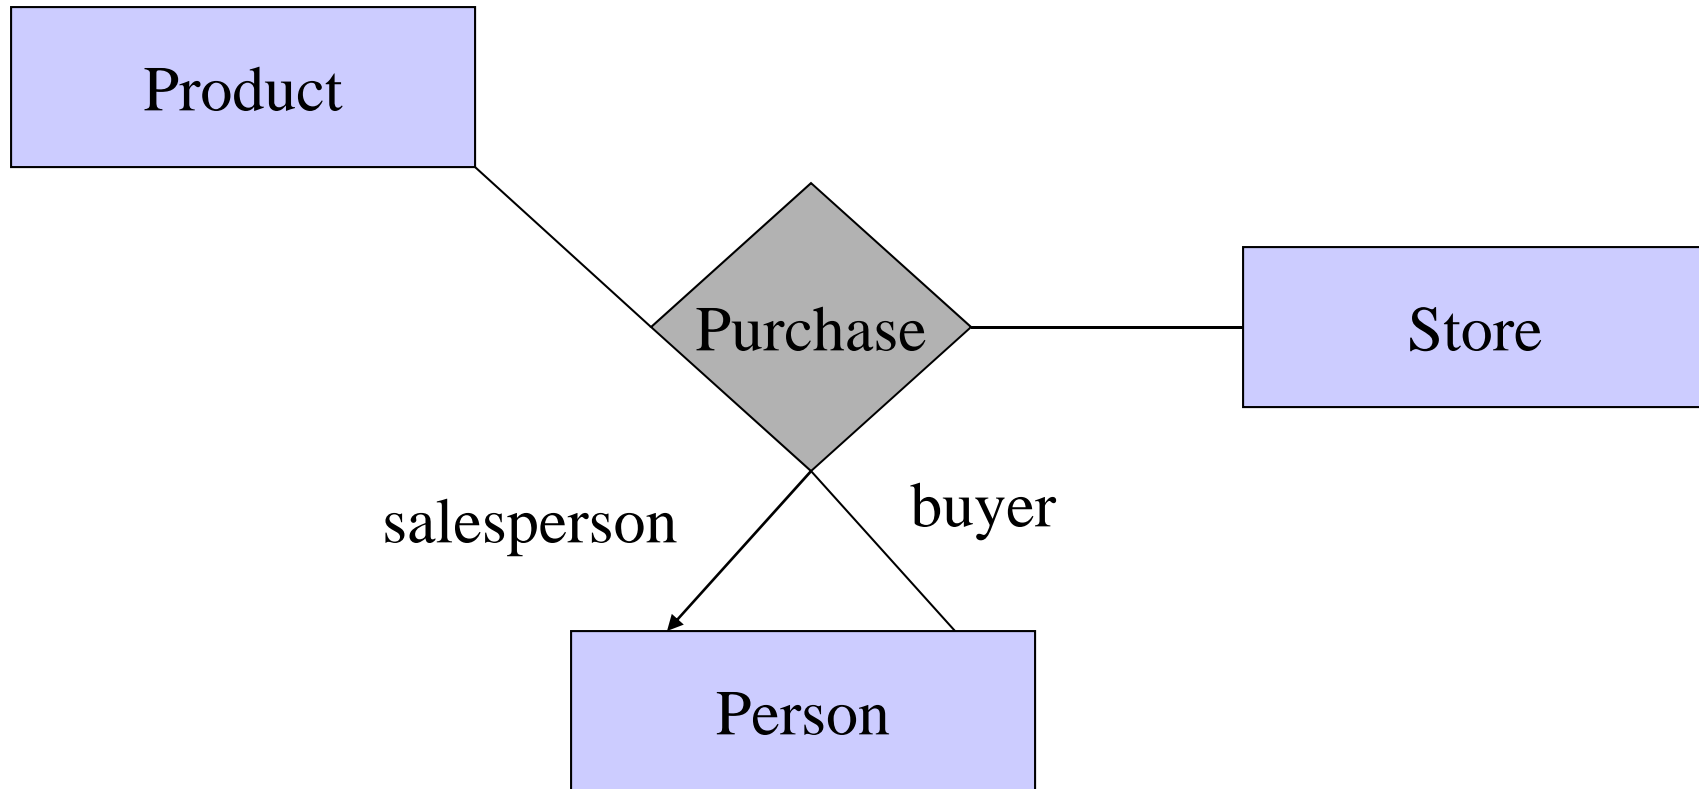 Product
Purchase
Store
salesperson
buyer
Person